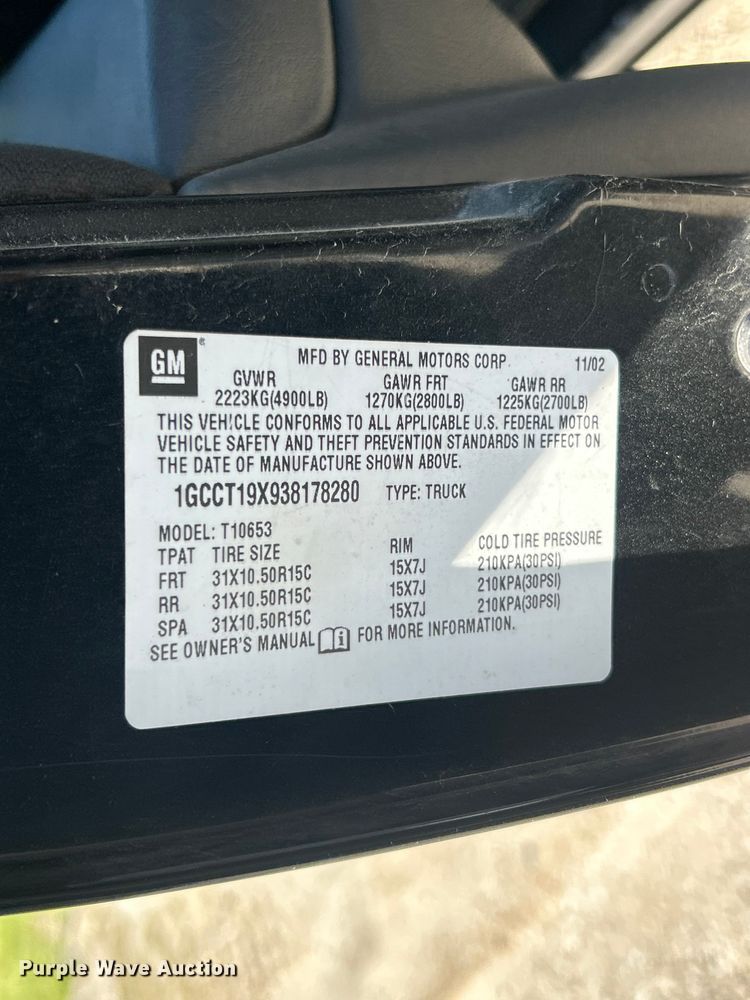 GM
MFD BY GENERAL MOTORS CORP. 11/02
GVWR GAWR FRT GAWR RR
2223KG(4900LB) 1270KG(2800LB) 1225KG(2700LB)
THIS VEHICLE CONFORMS TO ALL APPLICABLE U.S. FEDERAL MOTOR
VEHICLE SAFETY AND THEFT PREVENTION STANDARDS IN EFFECT ON
THE DATE OF MANUFACTURE SHOWN ABOVE.
1GCCT19X938178280 TYPE: TRUCK
MODEL: T10653
TPAT TIRE SIZE RIM COLD TIRE PRESSURE
FRT 31X10.50R15C 15X7J 210KPA(30PSI)
RR 31X10.50R15C 15X7J 210KPA(30PSI)
SPA 31X10.50R15C 15X7J 210KPA(30PSI)
SEE OWNER'S MANUAL i FOR MORE INFORMATION.
Purple Wave Auction